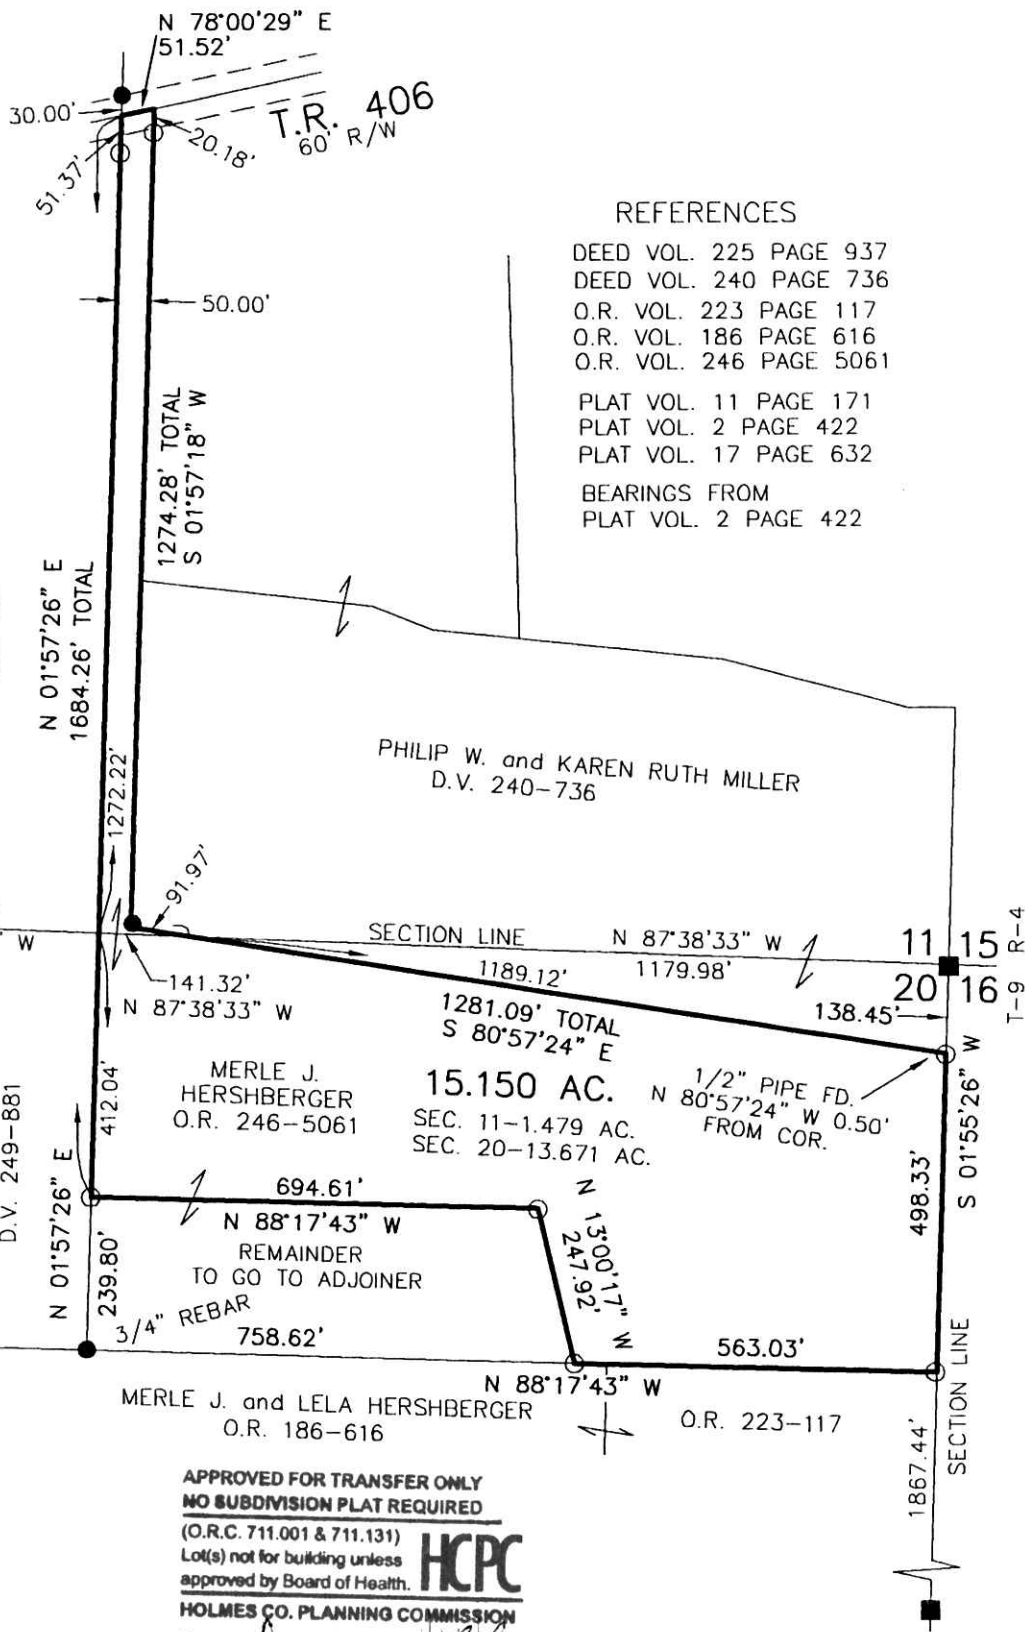 N 78°00'29" E
51.52'
30.00'
T.R. 406
60' R/W
20.18'
51.37'
50.00'
REFERENCES
DEED VOL. 225 PAGE 937
DEED VOL. 240 PAGE 736
O.R. VOL. 223 PAGE 117
O.R. VOL. 186 PAGE 616
O.R. VOL. 246 PAGE 5061
PLAT VOL. 11 PAGE 171
PLAT VOL. 2 PAGE 422
PLAT VOL. 17 PAGE 632
BEARINGS FROM
PLAT VOL. 2 PAGE 422
1274.28' TOTAL
S 01°57'18" W
N 01°57'26" E
1684.26' TOTAL
1272.22'
PHILIP W. and KAREN RUTH MILLER
D.V. 240-736
91.97'
W
SECTION LINE
N 87°38'33" W
11 15
20 16
T-9 R-4
141.32'
N 87°38'33" W
1189.12'
1179.98'
1281.09' TOTAL
S 80°57'24" E
138.45'
412.04'
MERLE J.
HERSHBERGER
O.R. 246-5061
15.150 AC.
SEC. 11-1.479 AC.
SEC. 20-13.671 AC.
1/2" PIPE FD.
N 80°57'24" W 0.50'
FROM COR.
S 01°55'26" W
498.33'
D.V. 249-881
N 01°57'26" E
239.80'
694.61'
N 88°17'43" W
REMAINDER
TO GO TO ADJOINER
N 13°00'17" W
247.92'
3/4" REBAR
758.62'
563.03'
N 88°17'43" W
MERLE J. and LELA HERSHBERGER
O.R. 186-616
O.R. 223-117
SECTION LINE
1867.44'
APPROVED FOR TRANSFER ONLY
NO SUBDIVISION PLAT REQUIRED
(O.R.C. 711.001 & 711.131)
Lot(s) not for building unless
approved by Board of Health.
HCPC
HOLMES CO. PLANNING COMMISSION